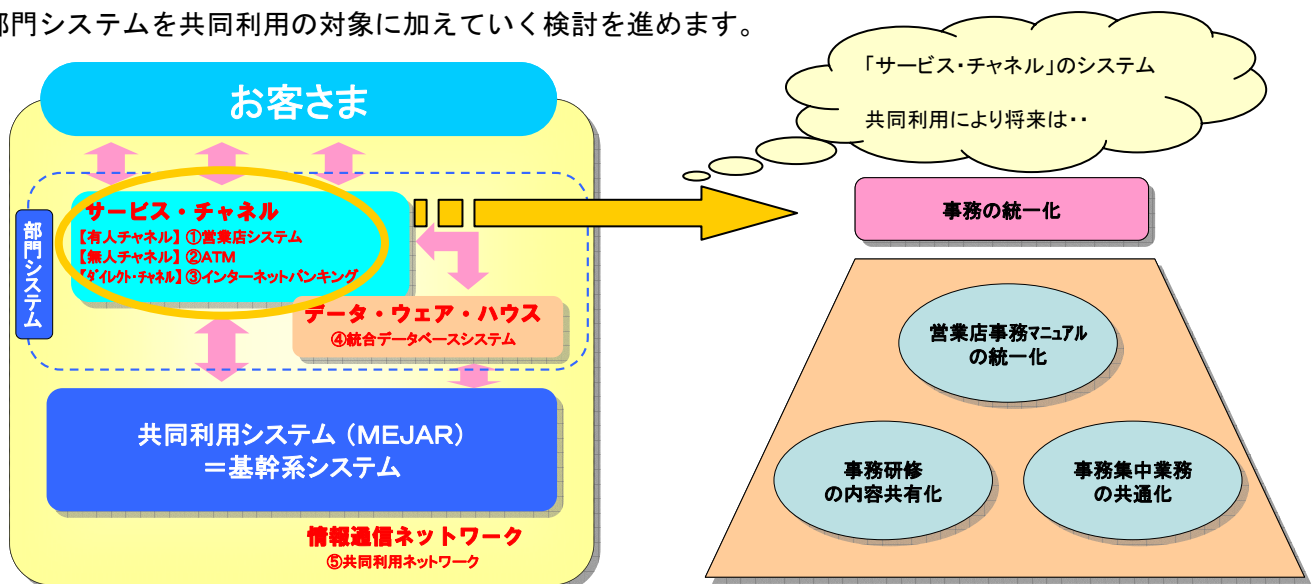 部門システムを共同利用の対象に加えていく検討を進めます。
お客さま
部門システム
サービス・チャネル
【有人チャネル】①営業店システム
【無人チャネル】②ATM
【ダイレクト・チャネル】③インターネットバンキング
データ・ウェア・ハウス
④統合データベースシステム
共同利用システム（MEJAR）
＝基幹系システム
情報通信ネットワーク
⑤共同利用ネットワーク
「サービス・チャネル」のシステム
共同利用により将来は・・
事務の統一化
営業店事務マニュアル
の統一化
事務研修
の内容共有化
事務集中業務
の共通化